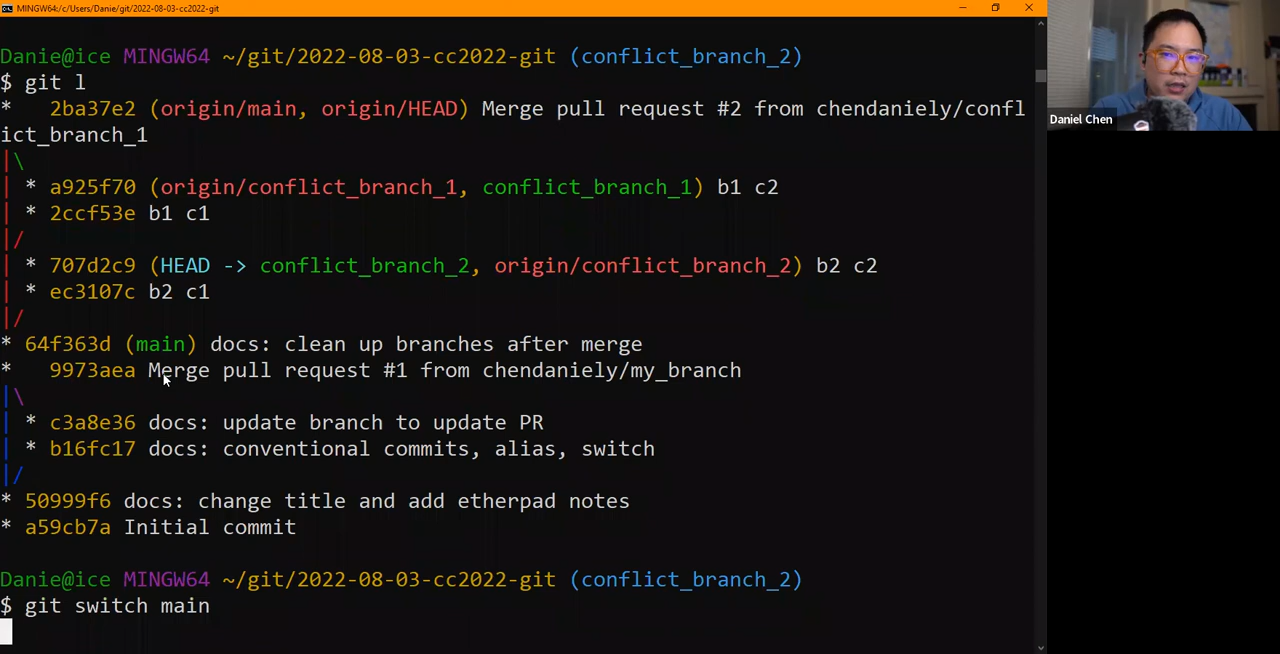 MINGW64:/c/Users/Danie/git/2022-08-03-cc2022-git
Danie@ice MINGW64 ~/git/2022-08-03-cc2022-git (conflict_branch_2)
$ git l
*   2ba37e2 (origin/main, origin/HEAD) Merge pull request #2 from chendaniely/confl
ict_branch_1
|\
| * a925f70 (origin/conflict_branch_1, conflict_branch_1) b1 c2
| * 2ccf53e b1 c1
|/
| * 707d2c9 (HEAD -> conflict_branch_2, origin/conflict_branch_2) b2 c2
| * ec3107c b2 c1
|/
* 64f363d (main) docs: clean up branches after merge
*   9973aea Merge pull request #1 from chendaniely/my_branch
|\
| * c3a8e36 docs: update branch to update PR
| * b16fc17 docs: conventional commits, alias, switch
|/
* 50999f6 docs: change title and add etherpad notes
* a59cb7a Initial commit
Danie@ice MINGW64 ~/git/2022-08-03-cc2022-git (conflict_branch_2)
$ git switch main
Daniel Chen